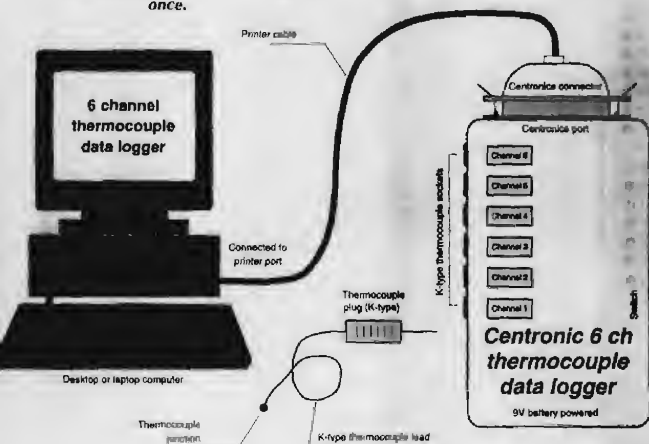 once.
Printer cable
6 channel
thermocouple
data logger
Centronics connector
Centronics port
Channel 6
Channel 5
Channel 4
Channel 3
Channel 2
Channel 1
K-type thermocouple sockets
Switch
Connected to
printer port
Thermocouple
plug (K-type)
Centronic 6 ch
thermocouple
data logger
9V battery powered
Desktop or laptop computer
Thermocouple
junction
K-type thermocouple lead